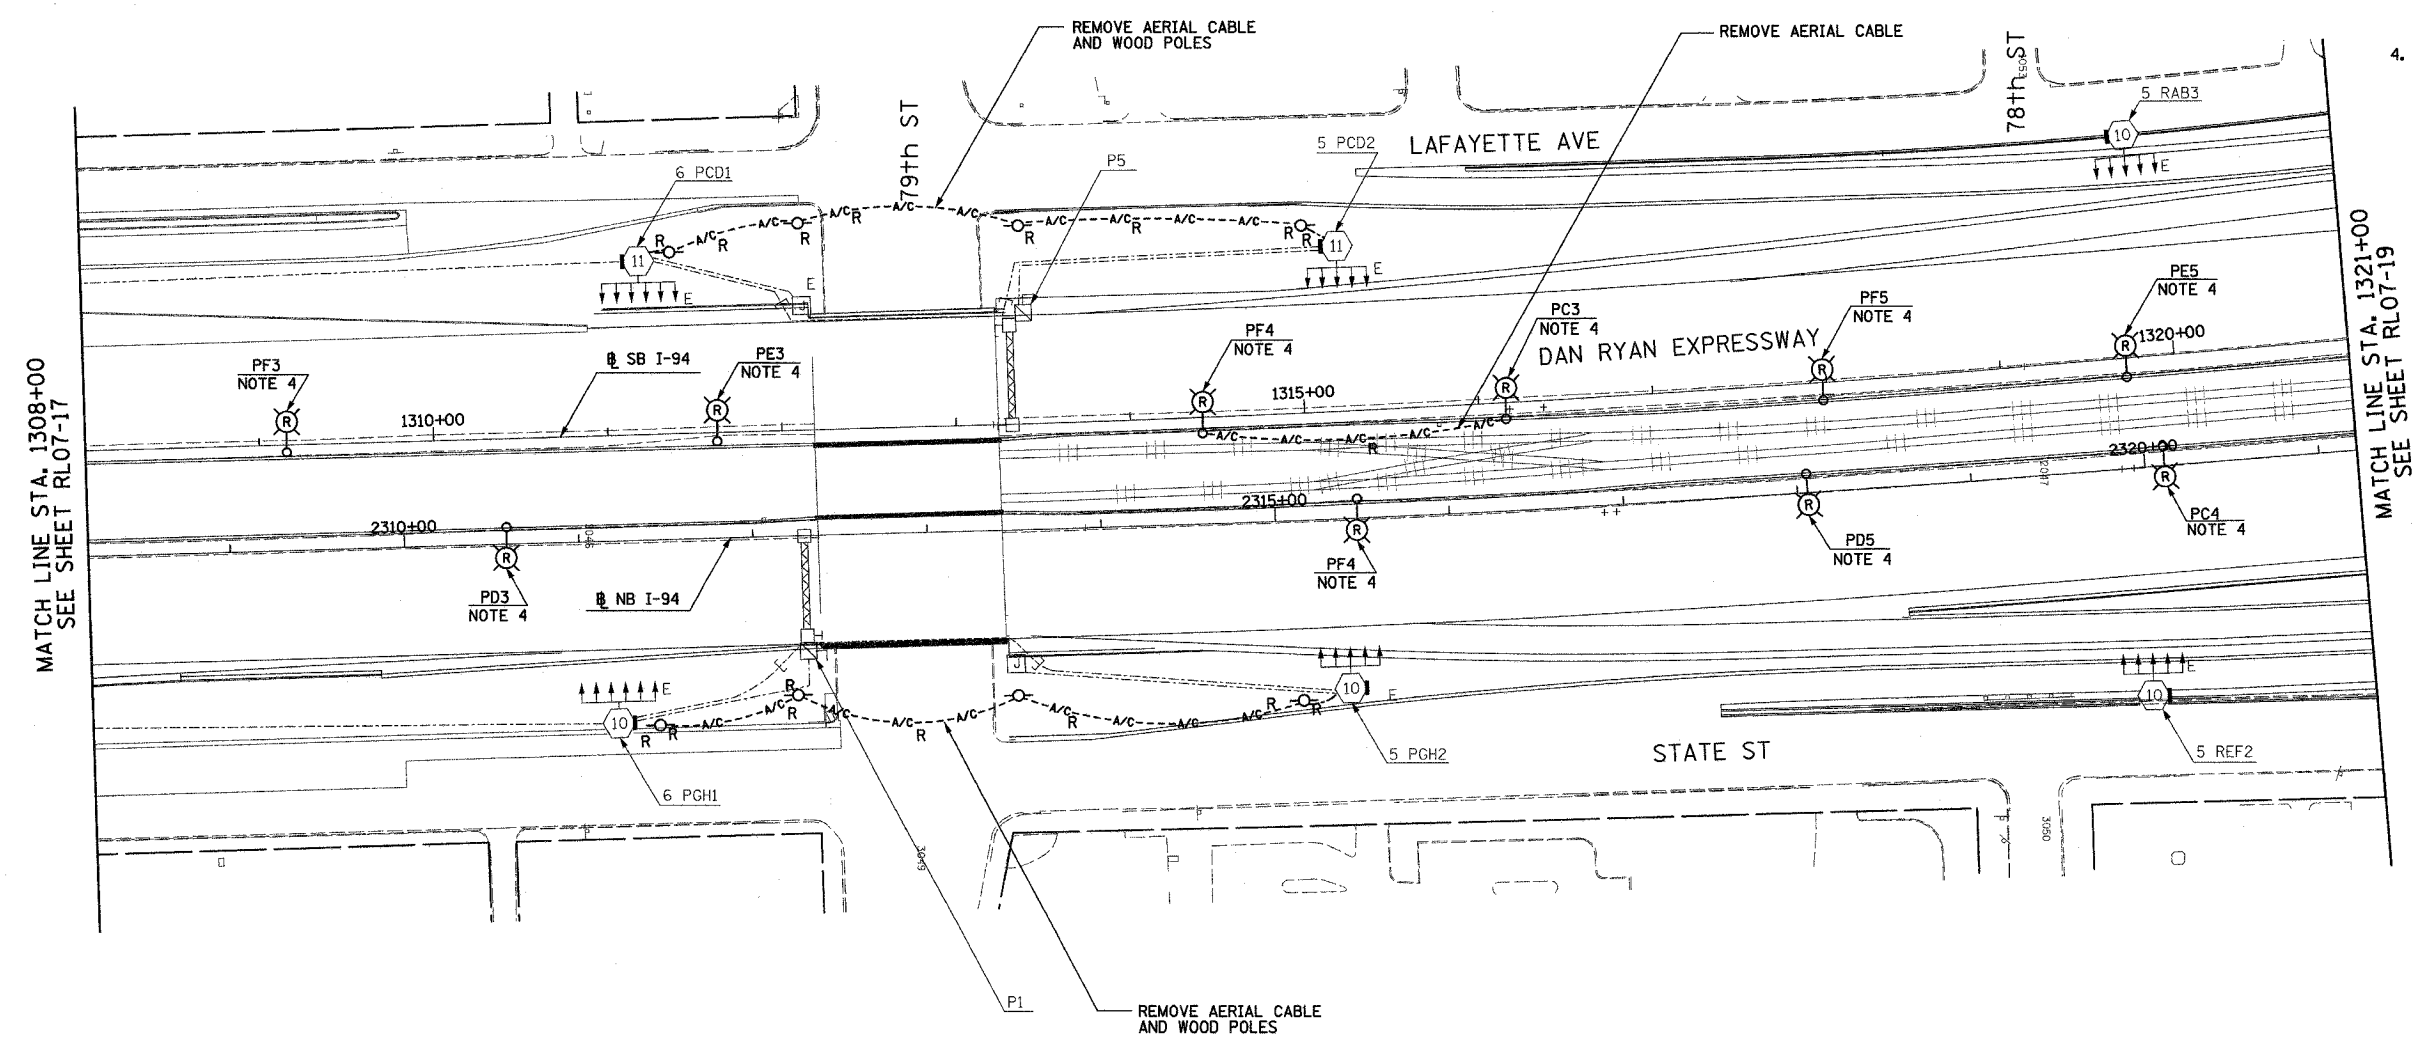 REMOVE AERIAL CABLE
AND WOOD POLES
REMOVE AERIAL CABLE
4.
79th ST
78th ST
3053
5 RAB3
10
E
LAFAYETTE AVE
5 PCD2
P5
6 PCD1
A/C
R
A/C
A/C
A/C
R
A/C
A/C
A/C
A/C
R
R
R
R
R
R
11
E
E
11
E
MATCH LINE STA. 1308+00
SEE SHEET RL07-17
MATCH LINE STA. 1321+00
SEE SHEET RL07-19
PF3
NOTE 4
R
℄ SB I-94
PE3
NOTE 4
R
PF4
NOTE 4
R
PC3
NOTE 4
R
PF5
NOTE 4
R
PE5
NOTE 4
R
DAN RYAN EXPRESSWAY
1310+00
1315+00
1320+00
A/C
A/C
A/C
A/C
A/C
R
2310+00
2315+00
2320+00
3046
R
PD3
NOTE 4
℄ NB I-94
R
PF4
NOTE 4
R
PD5
NOTE 4
R
PC4
NOTE 4
E
10
6 PGH1
R
R
R
R
A/C
A/C
A/C
A/C
A/C
R
J
A/C
A/C
A/C
A/C
R
R
R
10
E
5 PGH2
STATE ST
E
10
5 REF2
3049
3050
P1
REMOVE AERIAL CABLE
AND WOOD POLES